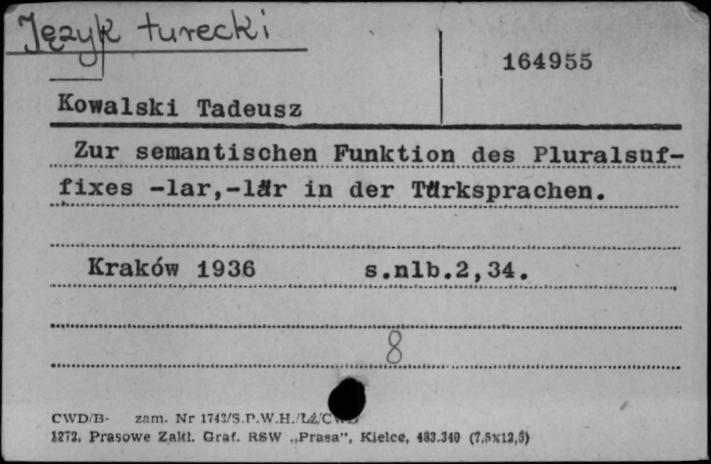 Język turecki
164955
Kowalski Tadeusz
Zur semantischen Funktion des Pluralsuf-
fixes -lar,-lär in der Türksprachen.
Kraków 1936 s.nlb.2,34.
8
CWD/B- zam. Nr 1743/S.P.W.H./LŻ/CWD
1272. Prasowe Zakł. Graf. RSW „Prasa”, Kielce, 483.340 (7,5x12,5)